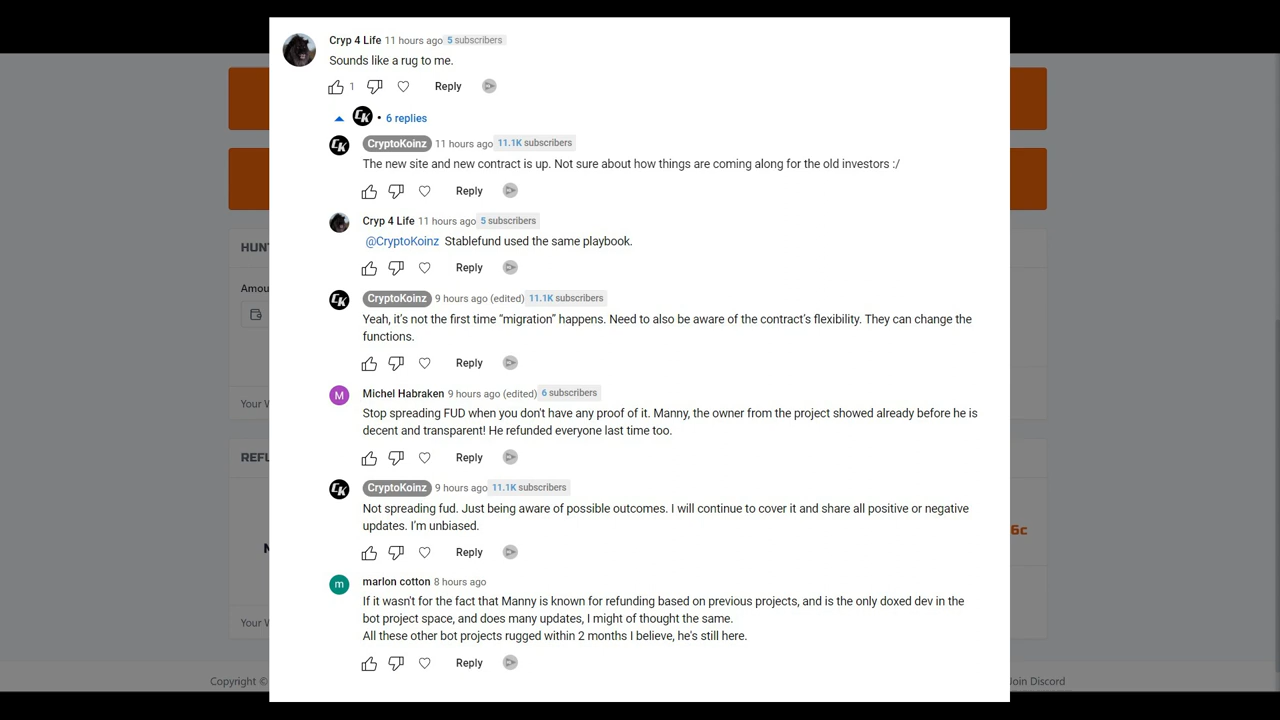 Cryp 4 Life 11 hours ago 5 subscribers
Sounds like a rug to me.
1 Reply
CK • 6 replies
CK CryptoKoinz 11 hours ago 11.1K subscribers
The new site and new contract is up. Not sure about how things are coming along for the old investors :/
Reply
Cryp 4 Life 11 hours ago 5 subscribers
@CryptoKoinz Stablefund used the same playbook.
Reply
CK CryptoKoinz 9 hours ago (edited) 11.1K subscribers
Yeah, it's not the first time “migration” happens. Need to also be aware of the contract's flexibility. They can change the
functions.
Reply
M Michel Habraken 9 hours ago (edited) 6 subscribers
Stop spreading FUD when you don't have any proof of it. Manny, the owner from the project showed already before he is
decent and transparent! He refunded everyone last time too.
Reply
CK CryptoKoinz 9 hours ago 11.1K subscribers
Not spreading fud. Just being aware of possible outcomes. I will continue to cover it and share all positive or negative
updates. I'm unbiased.
Reply
m marlon cotton 8 hours ago
If it wasn't for the fact that Manny is known for refunding based on previous projects, and is the only doxed dev in the
bot project space, and does many updates, I might of thought the same.
All these other bot projects rugged within 2 months I believe, he's still here.
Reply
HUN
Amou
Your W
REFL
N
6c
Your W
Copyright ©
Join Discord